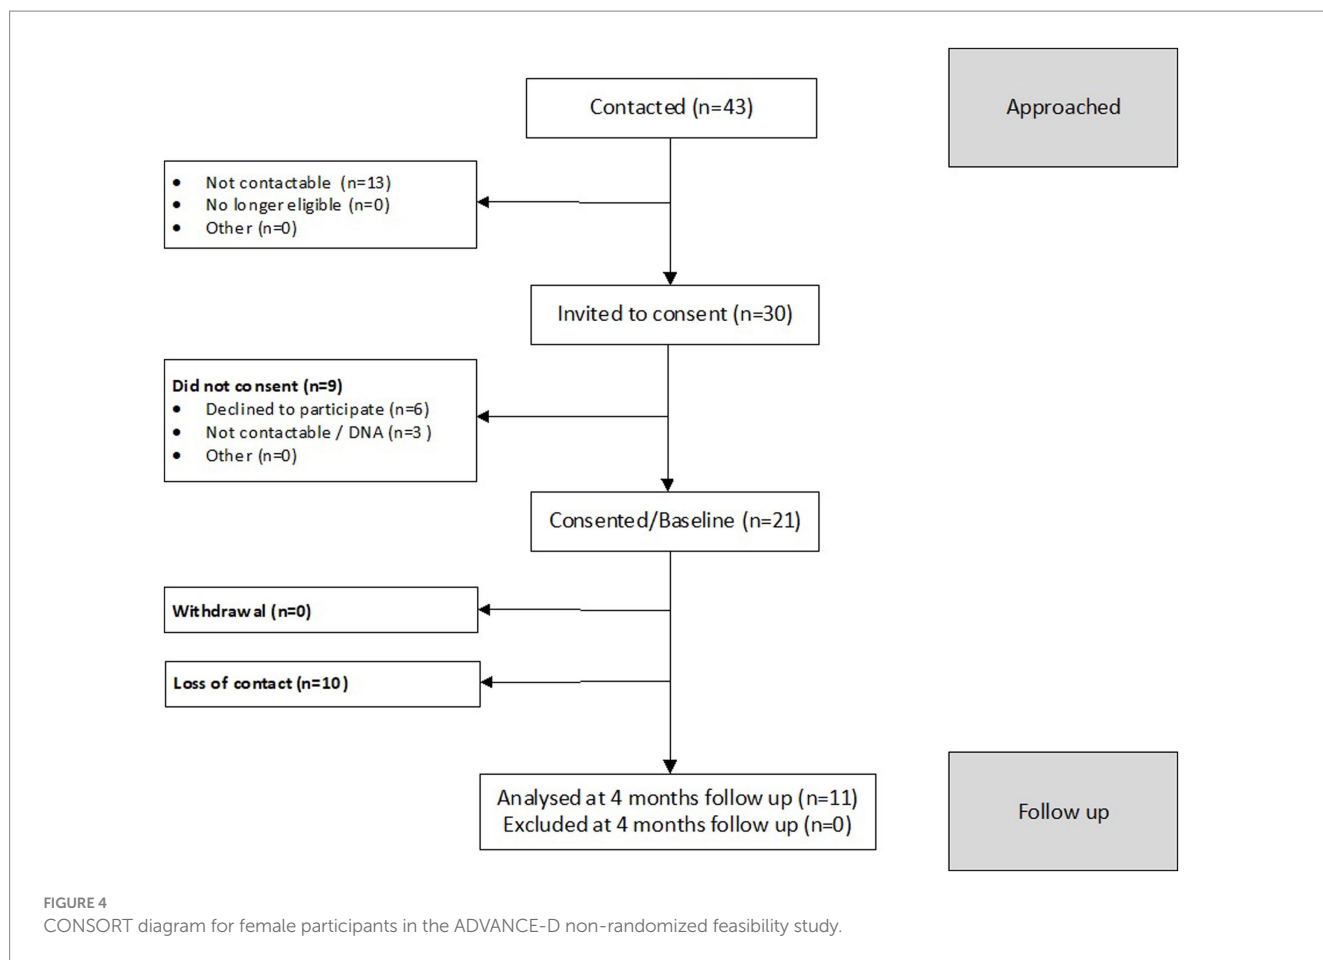 Contacted (n=43)
Approached
• Not contactable (n=13)
• No longer eligible (n=0)
• Other (n=0)
Invited to consent (n=30)
Did not consent (n=9)
• Declined to participate (n=6)
• Not contactable / DNA (n=3 )
• Other (n=0)
Consented/Baseline (n=21)
Withdrawal (n=0)
Loss of contact (n=10)
Analysed at 4 months follow up (n=11)
Excluded at 4 months follow up (n=0)
Follow up
FIGURE 4
CONSORT diagram for female participants in the ADVANCE-D non-randomized feasibility study.